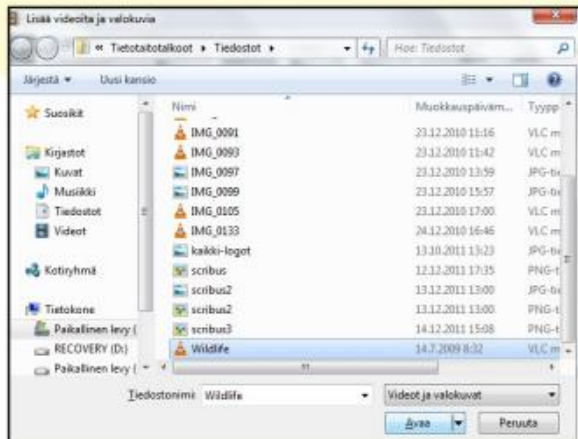 Lisää videoita ja valokuvia
« Tietotaitotalkoot ▸ Tiedostot ▸ Hae: Tiedostot
Järjestä Uusi kansio
Nimi Muokkauspäiväm... Tyypp
Suosikit
IMG_0091 23.12.2010 11:16 VLC m
Kirjastot IMG_0093 23.12.2010 11:42 VLC m
Kuvat IMG_0097 23.12.2010 13:59 JPG-tie
Musiikki IMG_0099 23.12.2010 15:57 JPG-tie
Tiedostot IMG_0105 23.12.2010 17:00 VLC m
Videot IMG_0133 24.12.2010 16:46 VLC m
kaikki-logot 13.10.2011 13:23 JPG-tie
Kotiryhmä scribus 12.12.2011 17:35 PNG-t
scribus2 13.12.2011 13:00 JPG-tie
Tietokone scribus2 13.12.2011 13:00 PNG-t
Paikallinen levy ( scribus3 14.12.2011 15:08 PNG-t
RECOVERY (D:) Wildlife 14.7.2009 8:32 VLC m
Paikallinen levy (
Tiedostonimi: Wildlife Videot ja valokuvat
Avaa Peruuta